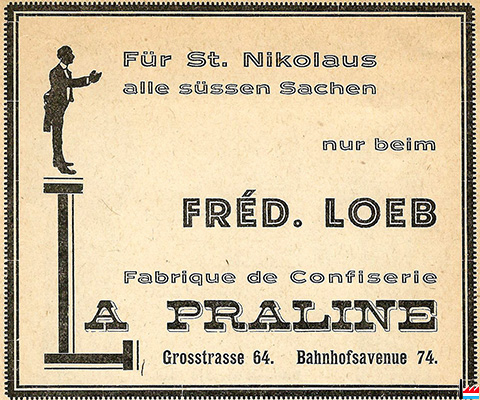 Für St. Nikolaus
alle süssen Sachen
nur beim
FRÉD. LOEB
Fabrique de Confiserie
LA PRALINE
Grosstrasse 64. Bahnhofsavenue 74.